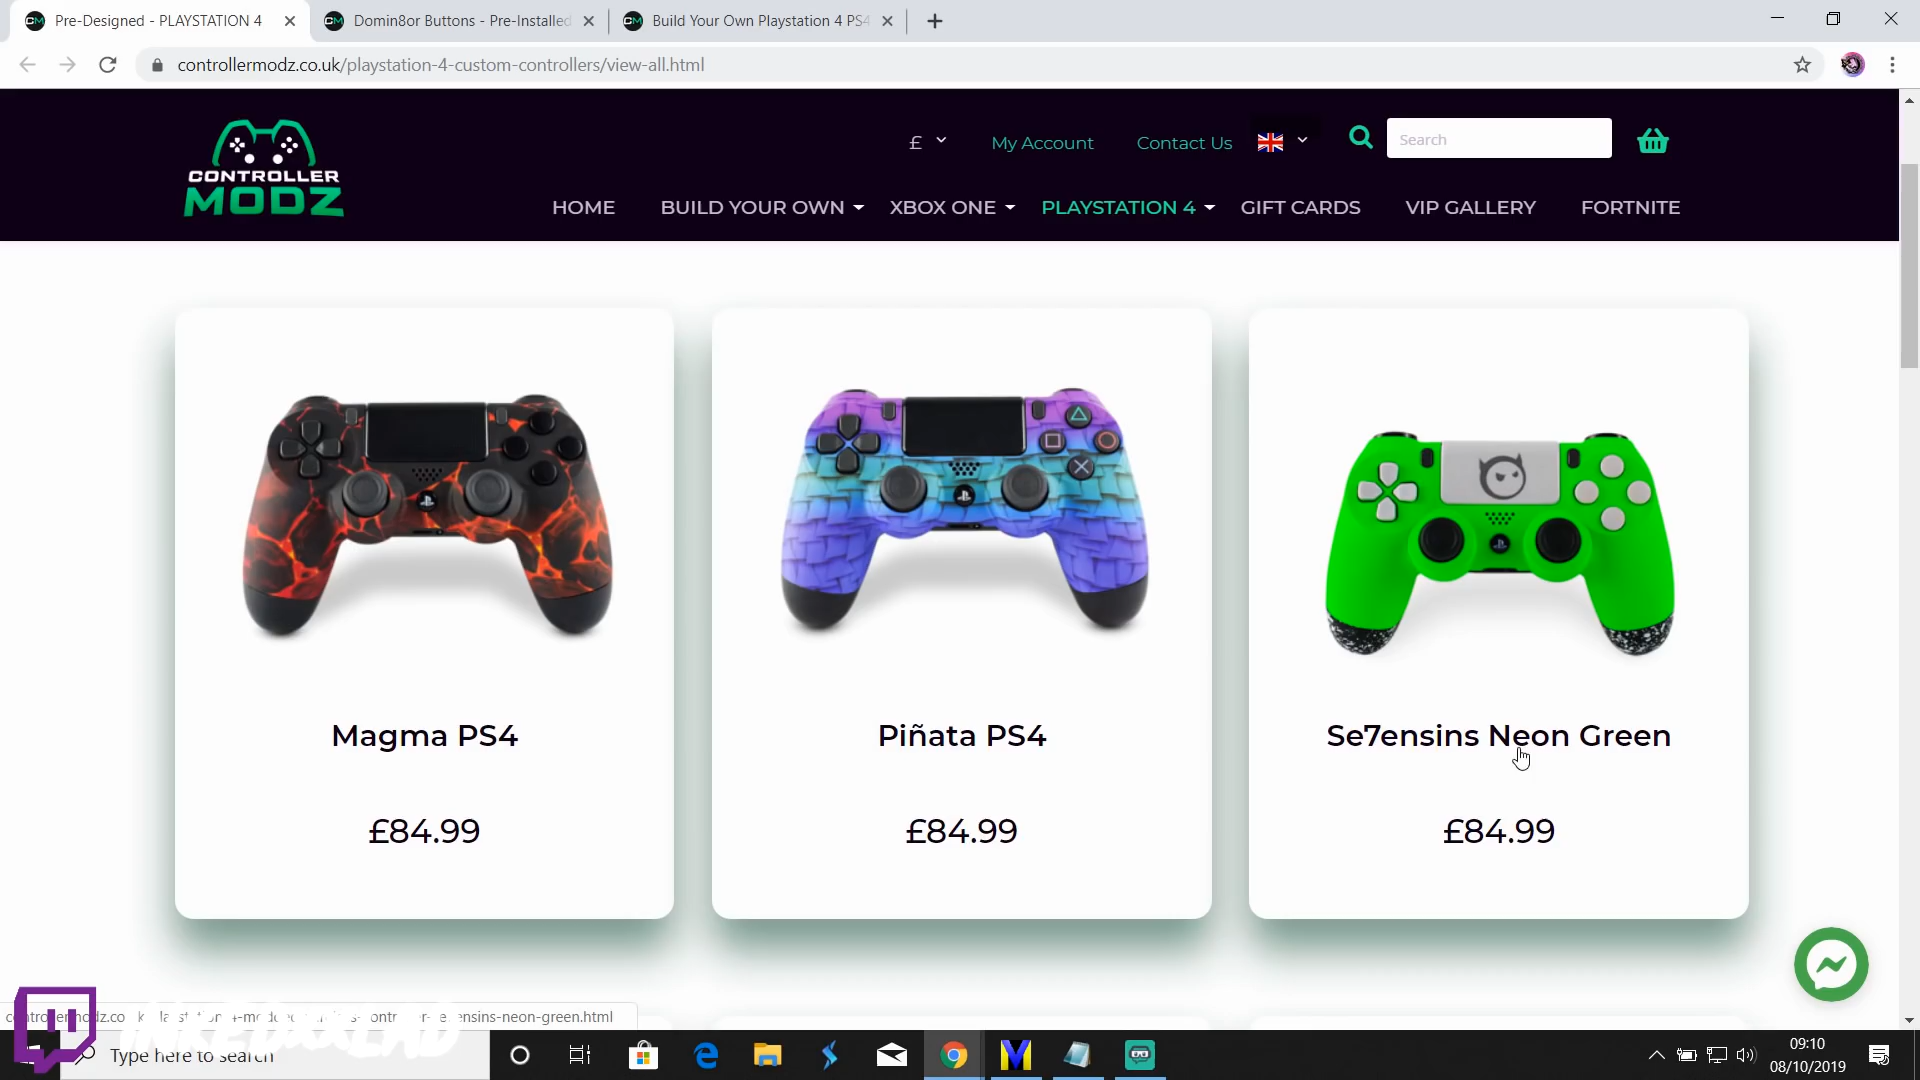 Pre-Designed - PLAYSTATION 4
Domin8or Buttons - Pre-Installed
Build Your Own Playstation 4 PS4
controllermodz.co.uk/playstation-4-custom-controllers/view-all.html
CONTROLLER
MODZ
£
My Account
Contact Us
Search
HOME
BUILD YOUR OWN
XBOX ONE
PLAYSTATION 4
GIFT CARDS
VIP GALLERY
FORTNITE
Magma PS4
Piñata PS4
Se7ensins Neon Green
£84.99
£84.99
£84.99
Type here to search
09:10
08/10/2019